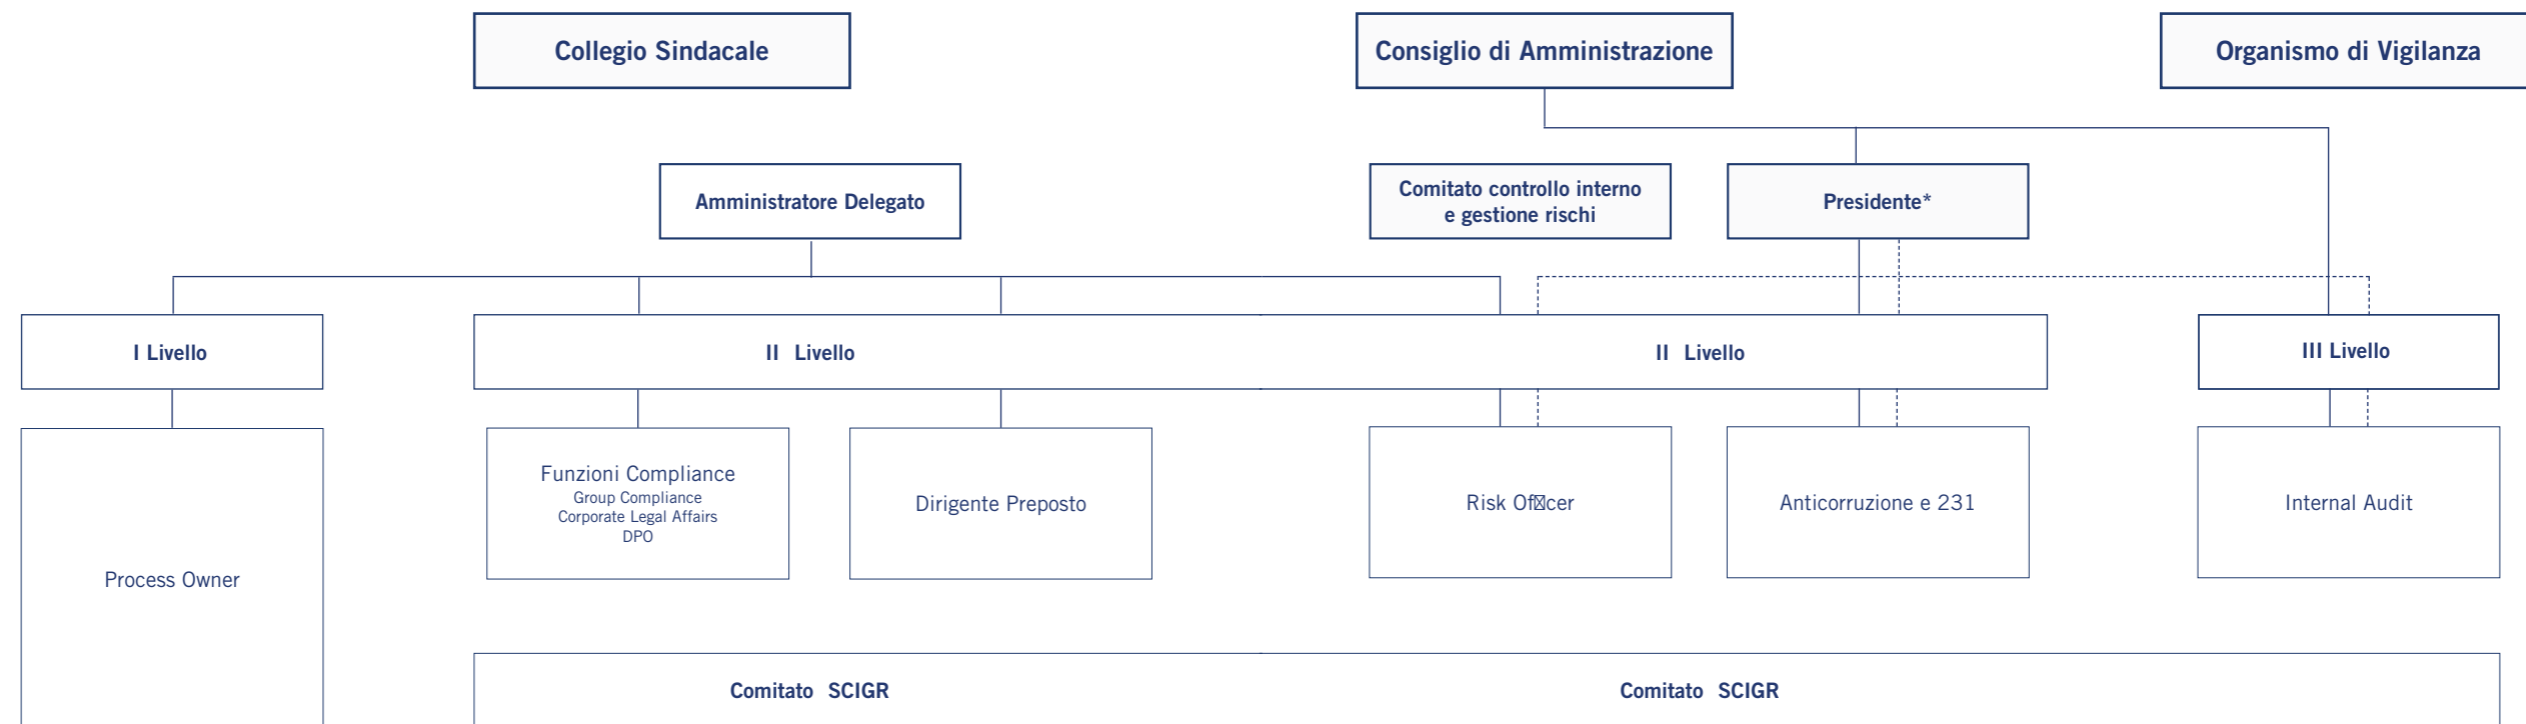 Collegio Sindacale
Consiglio di Amministrazione
Organismo di Vigilanza
Amministratore Delegato
Comitato controllo interno
e gestione rischi
Presidente*
I Livello
II Livello
II Livello
III Livello
Process Owner
Funzioni Compliance
Group Compliance
Corporate Legal Affairs
DPO
Dirigente Preposto
Risk Of☒cer
Anticorruzione e 231
Internal Audit
Comitato SCIGR
Comitato SCIGR